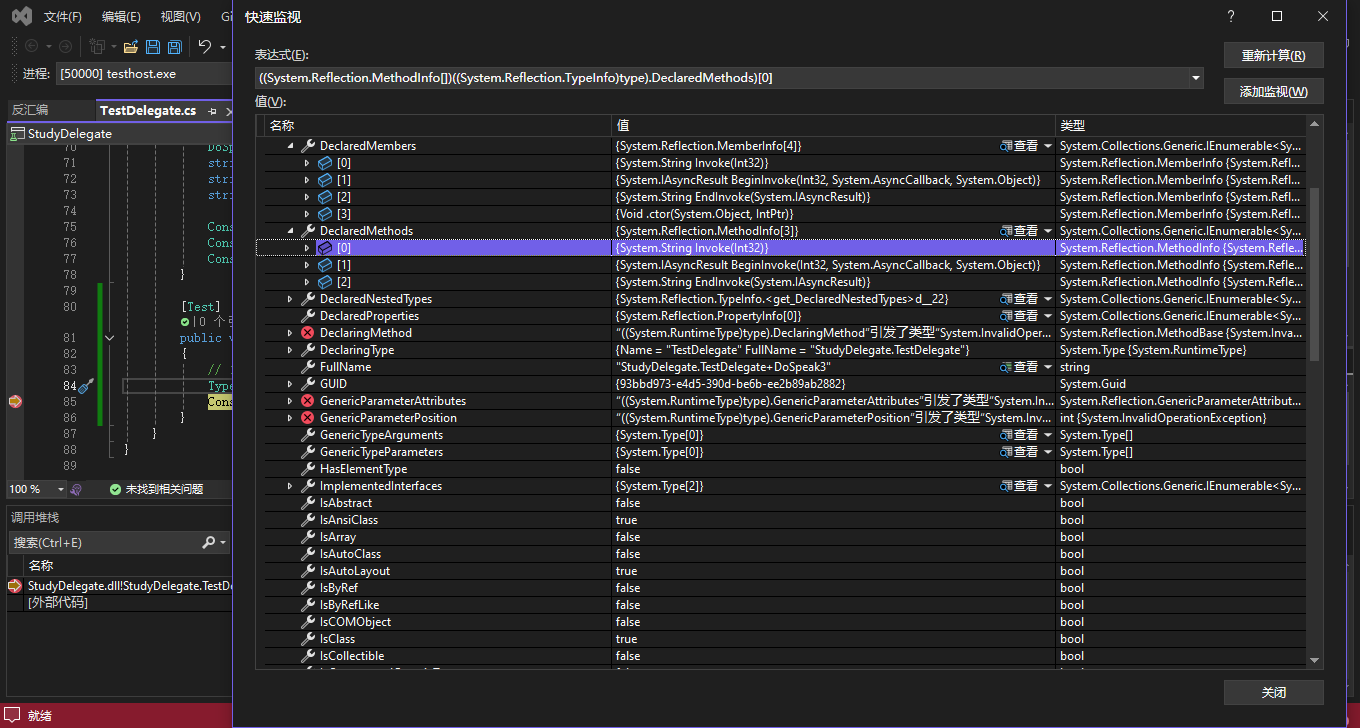 文件(F) 编辑(E) 视图(V) Gi
进程: [50000] testhost.exe
反汇编 TestDelegate.cs
StudyDelegate
70 DoSp
71 stri
72 stri
73 stri
74
75 Cons
76 Cons
77 Cons
78 }
79
80 [Test]
0 个
81 public v
82 {
83 //
84 Type
85 Cons
86 }
87 }
88 }
89
100 % 未找到相关问题
调用堆栈
搜索(Ctrl+E)
名称
StudyDelegate.dll!StudyDelegate.TestDe
[外部代码]
就绪
快速监视
表达式(E):
((System.Reflection.MethodInfo[])((System.Reflection.TypeInfo)type).DeclaredMethods)[0]
重新计算(R)
值(V):
添加监视(W)
名称 值 类型
DeclaredMembers {System.Reflection.MemberInfo[4]} 查看 System.Collections.Generic.IEnumerable<Sy...
[0] {System.String Invoke(Int32)} System.Reflection.MemberInfo {System.Refl...
[1] {System.IAsyncResult BeginInvoke(Int32, System.AsyncCallback, System.Object)} System.Reflection.MemberInfo {System.Refl...
[2] {System.String EndInvoke(System.IAsyncResult)} System.Reflection.MemberInfo {System.Refl...
[3] {Void .ctor(System.Object, IntPtr)} System.Reflection.MemberInfo {System.Refl...
DeclaredMethods {System.Reflection.MethodInfo[3]} 查看 System.Collections.Generic.IEnumerable<Sy...
[0] {System.String Invoke(Int32)} System.Reflection.MethodInfo {System.Refle...
[1] {System.IAsyncResult BeginInvoke(Int32, System.AsyncCallback, System.Object)} System.Reflection.MethodInfo {System.Refle...
[2] {System.String EndInvoke(System.IAsyncResult)} System.Reflection.MethodInfo {System.Refle...
DeclaredNestedTypes {System.Reflection.TypeInfo.<get_DeclaredNestedTypes>d__22} 查看 System.Collections.Generic.IEnumerable<Sy...
DeclaredProperties {System.Reflection.PropertyInfo[0]} 查看 System.Collections.Generic.IEnumerable<Sy...
DeclaringMethod “((System.RuntimeType)type).DeclaringMethod”引发了类型“System.InvalidOper... System.Reflection.MethodBase {System.Inva...
DeclaringType {Name = "TestDelegate" FullName = "StudyDelegate.TestDelegate"} System.Type {System.RuntimeType}
FullName "StudyDelegate.TestDelegate+DoSpeak3" 查看 string
GUID {93bbd973-e4d5-390d-be6b-ee2b89ab2882} System.Guid
GenericParameterAttributes “((System.RuntimeType)type).GenericParameterAttributes”引发了类型“System.In... System.Reflection.GenericParameterAttribut...
GenericParameterPosition “((System.RuntimeType)type).GenericParameterPosition”引发了类型“System.Inv... int {System.InvalidOperationException}
GenericTypeArguments {System.Type[0]} 查看 System.Type[]
GenericTypeParameters {System.Type[0]} 查看 System.Type[]
HasElementType false bool
ImplementedInterfaces {System.Type[2]} 查看 System.Collections.Generic.IEnumerable<Sy...
IsAbstract false bool
IsAnsiClass true bool
IsArray false bool
IsAutoClass false bool
IsAutoLayout true bool
IsByRef false bool
IsByRefLike false bool
IsCOMObject false bool
IsClass true bool
IsCollectible false bool
关闭